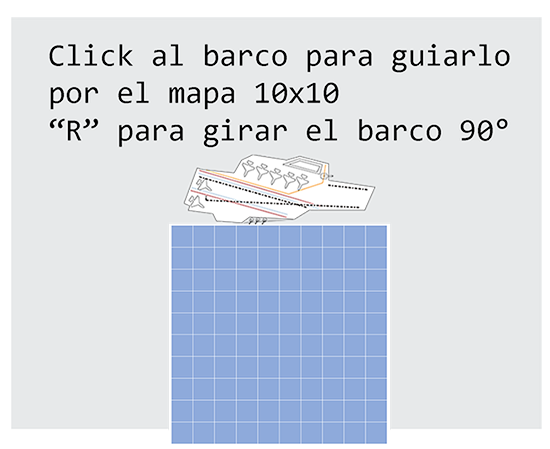 Click al barco para guiarlo
por el mapa 10x10
“R” para girar el barco 90°